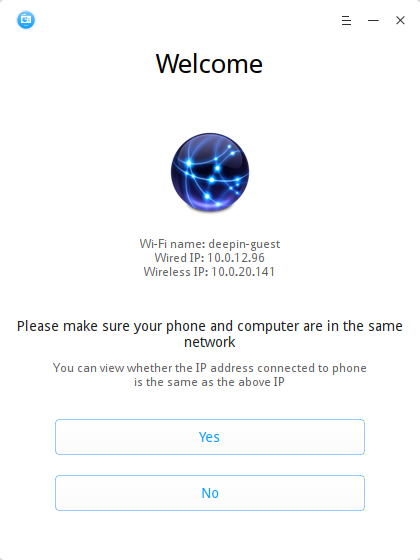 Welcome
Wi-Fi name: deepin-guest
Wired IP: 10.0.12.96
Wireless IP: 10.0.20.141
Please make sure your phone and computer are in the same
network
You can view whether the IP address connected to phone
is the same as the above IP
Yes
No